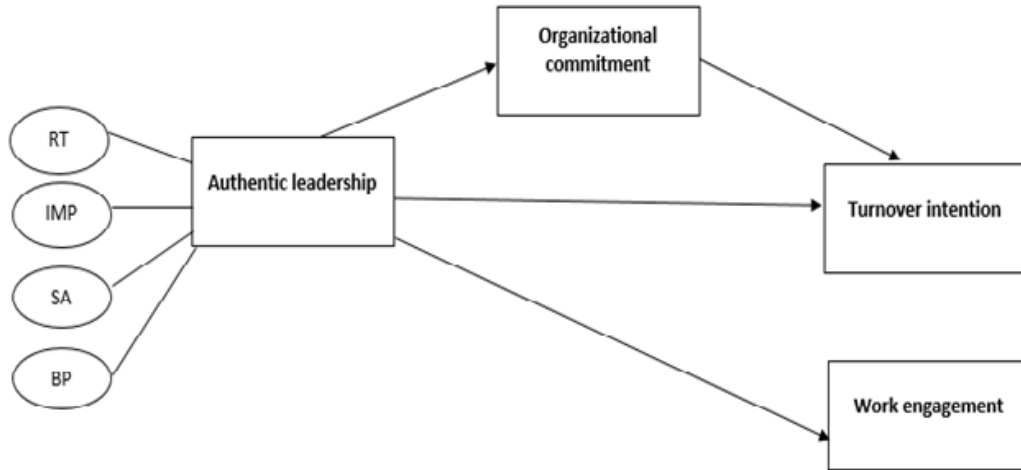 Organizational
commitment
RT
Authentic leadership
IMP
Turnover intention
SA
BP
Work engagement